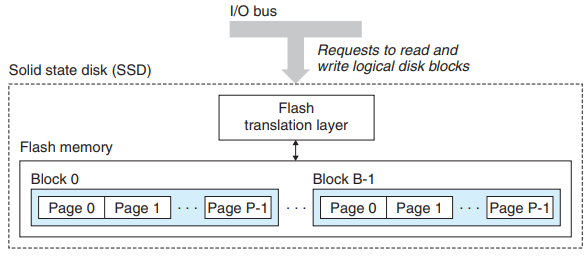 I/O bus
Requests to read and
write logical disk blocks
Solid state disk (SSD)
Flash
translation layer
Flash memory
Block 0
Block B-1
Page 0 Page 1 · · · Page P-1 · · · Page 0 Page 1 · · · Page P-1